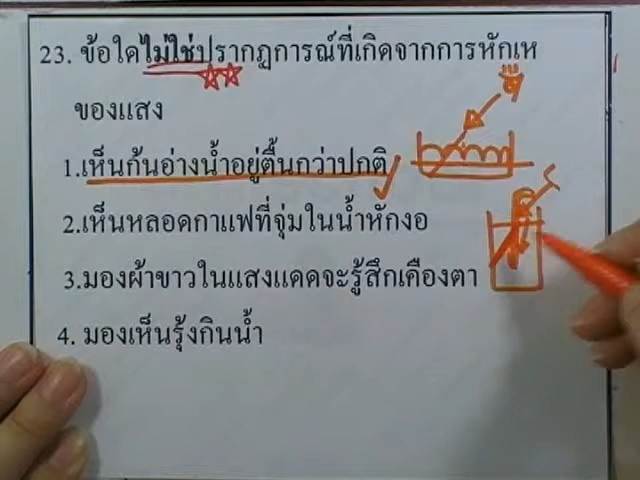 23. ข้อใดไม่ใช่ปรากฏการณ์ที่เกิดจากการหักเห
ของแสง
1.เห็นก้นอ่างน้ำอยู่ตื้นกว่าปกติ
2.เห็นหลอดกาแฟที่จุ่มในน้ำหักงอ
3.มองผ้าขาวในแสงแดดจะรู้สึกเคืองตา
4. มองเห็นรุ้งกินน้ำ